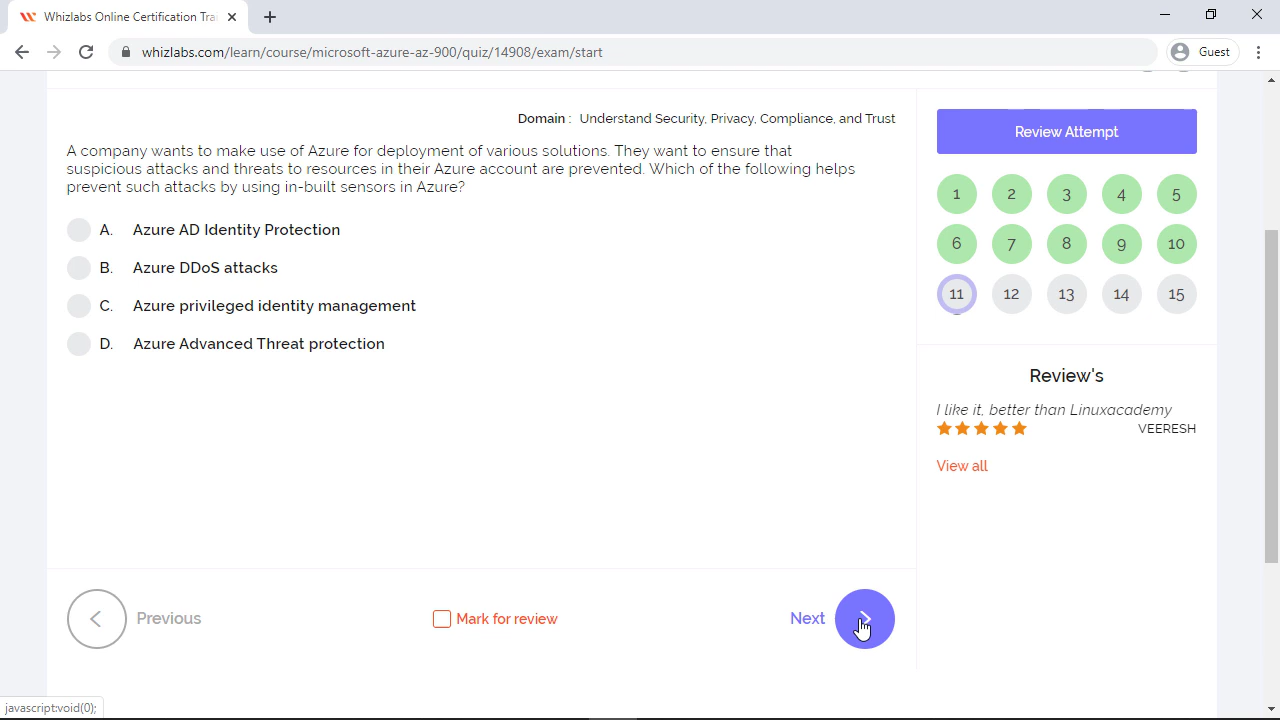 Whizlabs Online Certification Tra
whizlabs.com/learn/course/microsoft-azure-az-900/quiz/14908/exam/start
Guest
Domain : Understand Security, Privacy, Compliance, and Trust
A company wants to make use of Azure for deployment of various solutions. They want to ensure that
suspicious attacks and threats to resources in their Azure account are prevented. Which of the following helps
prevent such attacks by using in-built sensors in Azure?
A. Azure AD Identity Protection
B. Azure DDoS attacks
C. Azure privileged identity management
D. Azure Advanced Threat protection
Previous
Mark for review
Next
Review Attempt
1 2 3 4 5
6 7 8 9 10
11 12 13 14 15
Review's
I like it, better than Linuxacademy
VEERESH
View all
javascript:void(0);